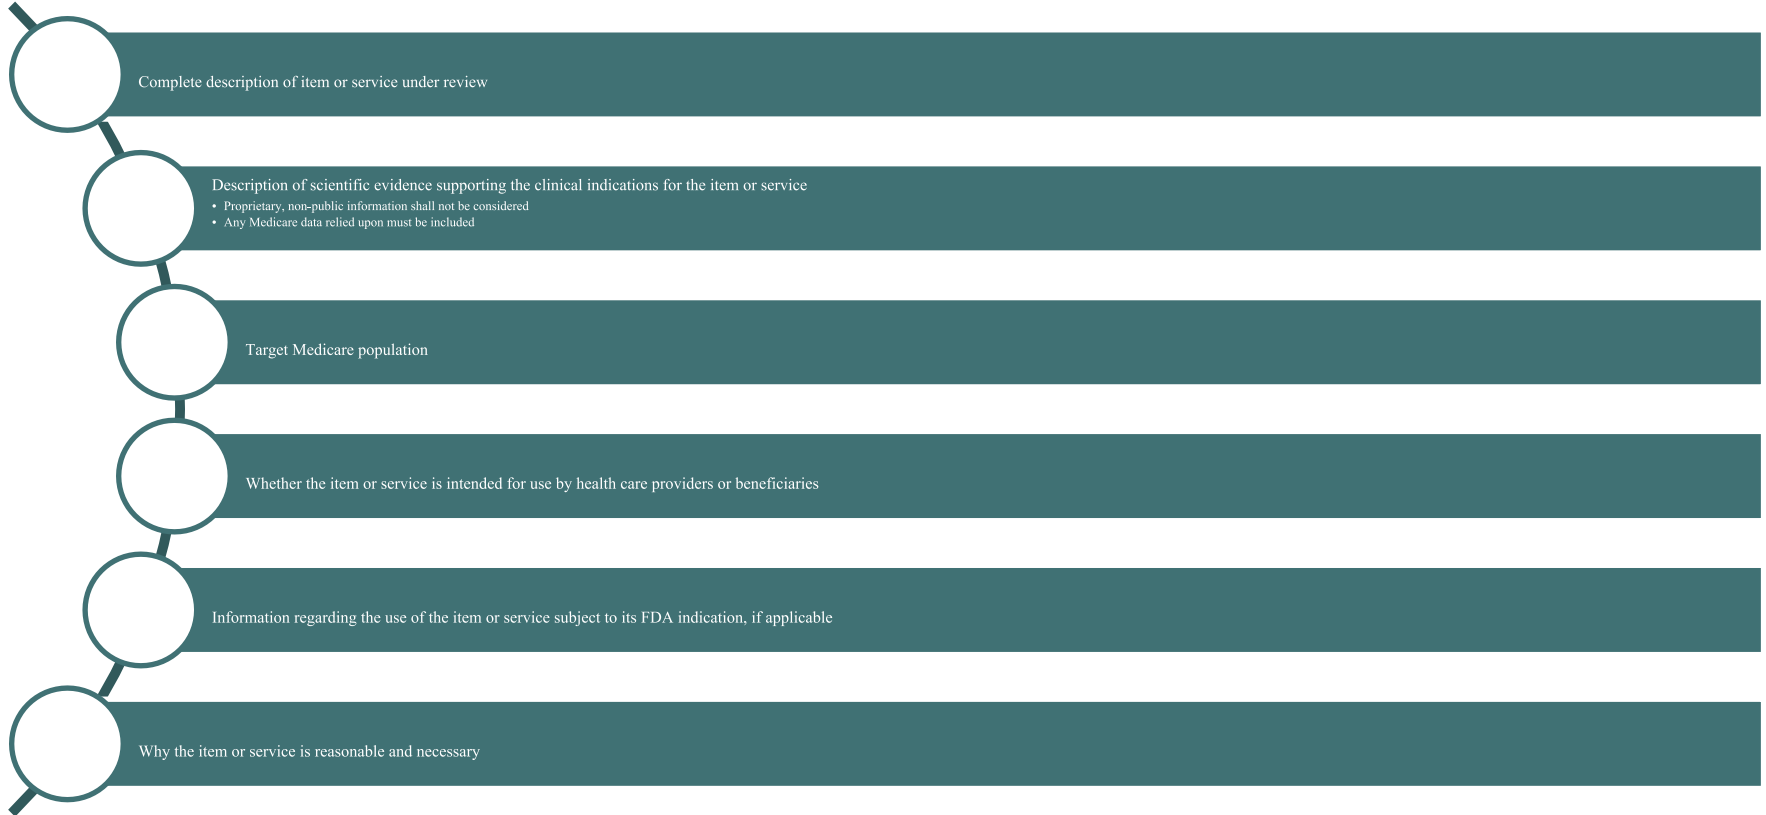 Complete description of item or service under review
Description of scientific evidence supporting the clinical indications for the item or service
• Proprietary, non-public information shall not be considered
• Any Medicare data relied upon must be included
Target Medicare population
Whether the item or service is intended for use by health care providers or beneficiaries
Information regarding the use of the item or service subject to its FDA indication, if applicable
Why the item or service is reasonable and necessary